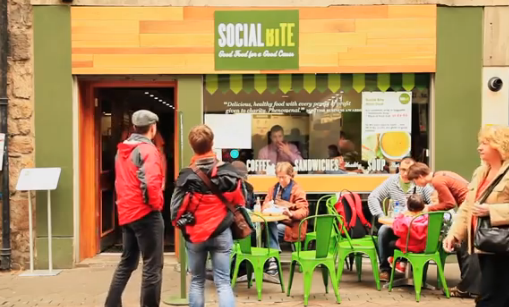 SOCIAL BITE
Good Food for a Good Cause
"Delicious, healthy food with every penny of profit
given to charity. Phenomenal."
COFFEE SANDWICHES SOUP